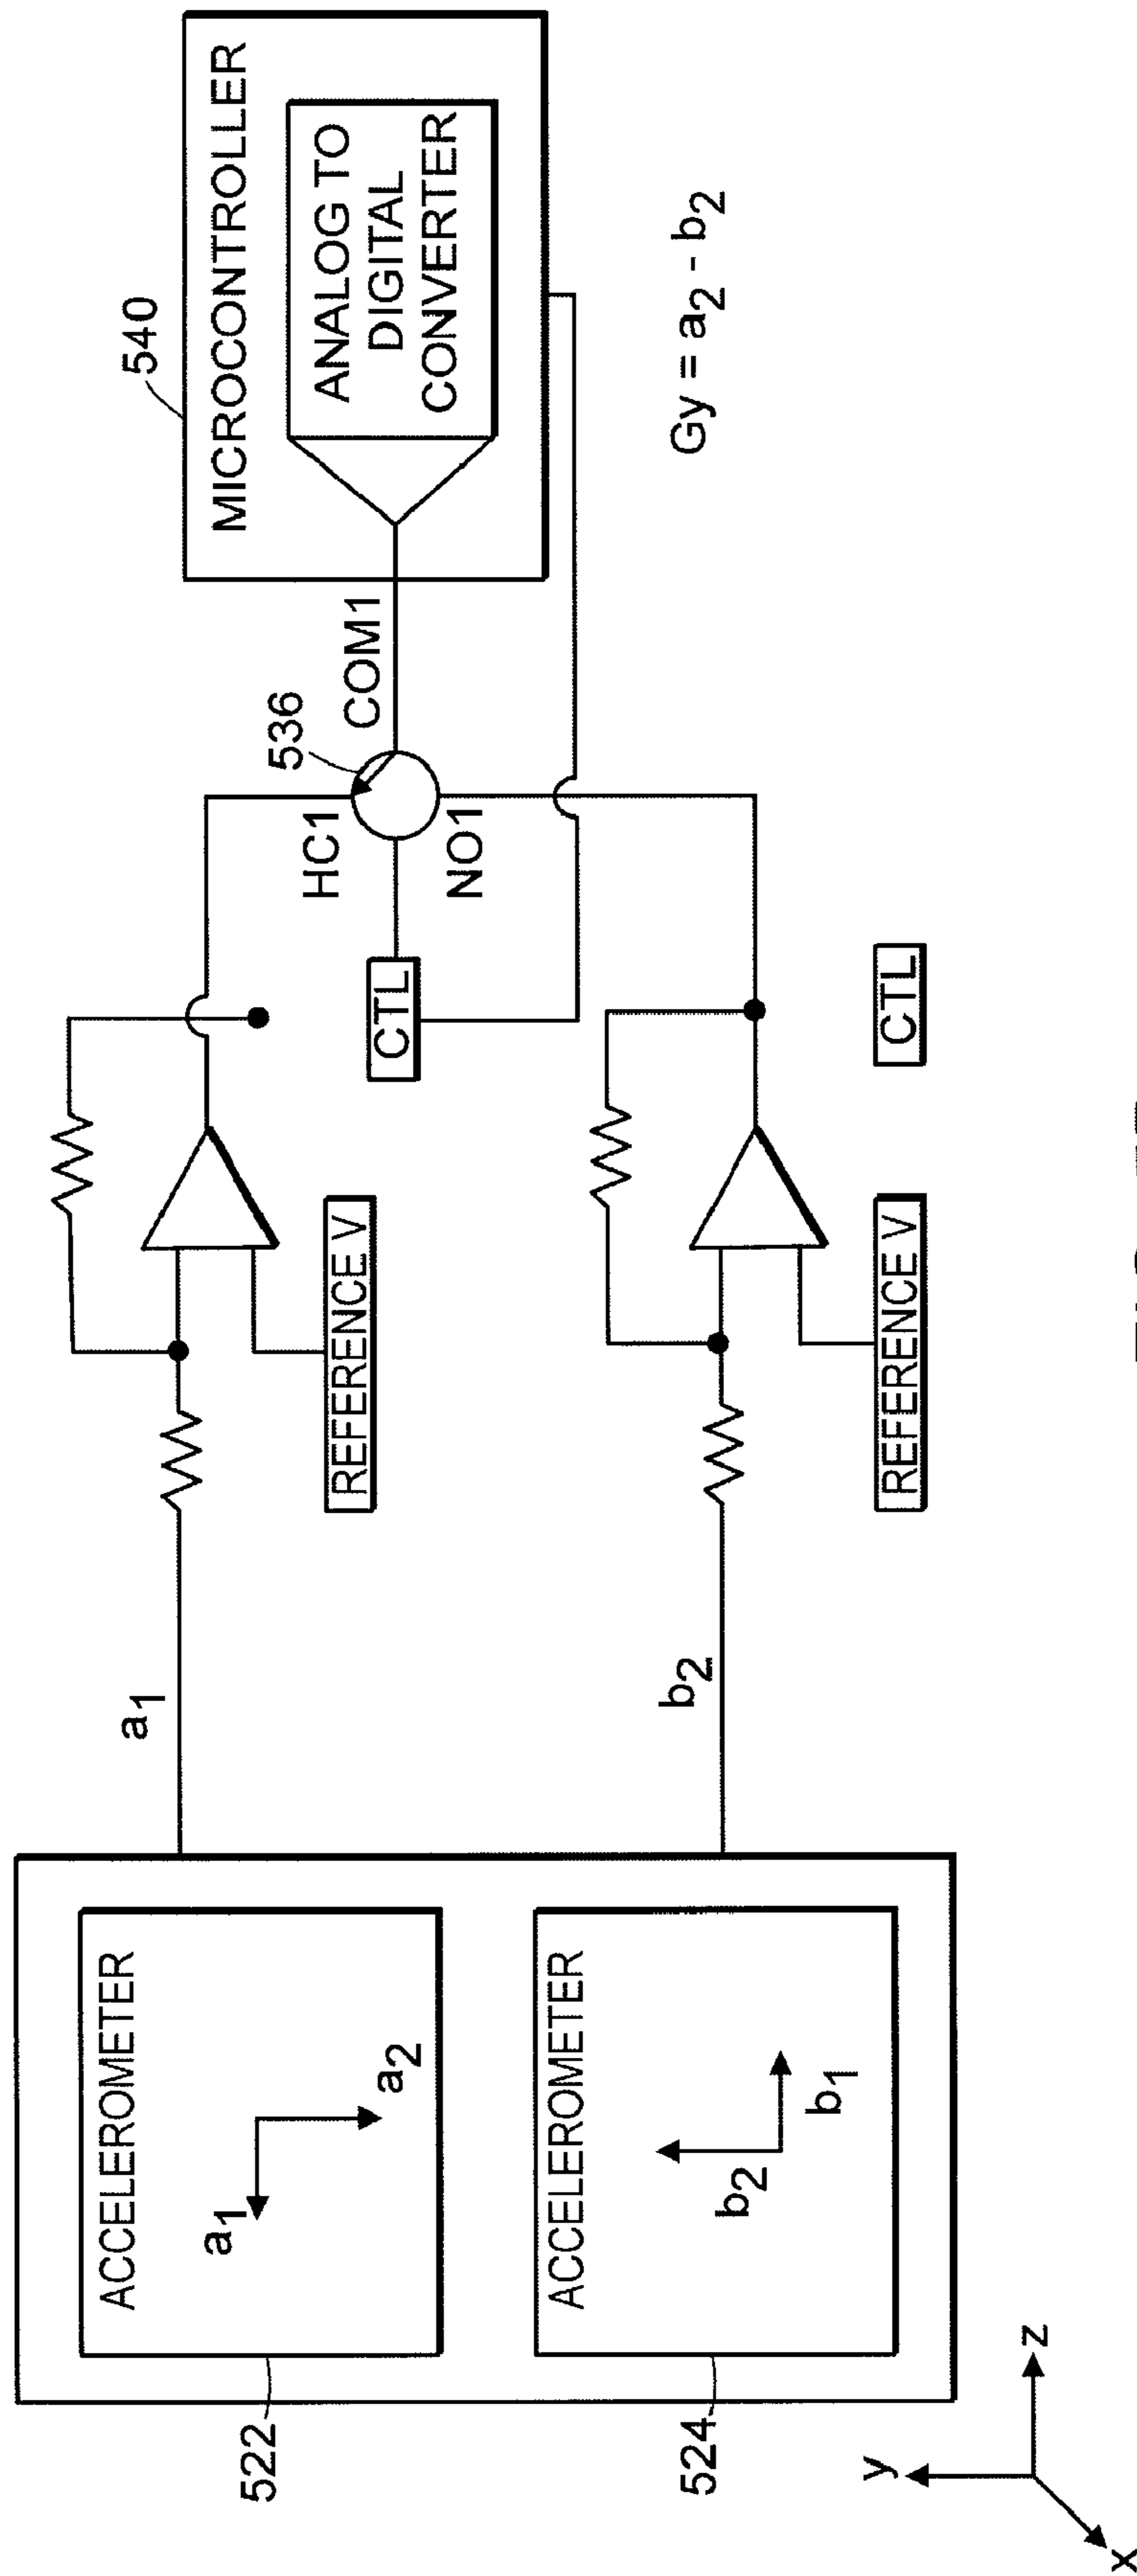 540
MICROCONTROLLER
ANALOG TO
DIGITAL
CONVERTER
Gy = a2 - b2
536
COM1
HC1
NO1
CTL
CTL
REFERENCE V
REFERENCE V
a1
b2
ACCELEROMETER
a1
a2
ACCELEROMETER
b2
b1
522
524
y
z
x